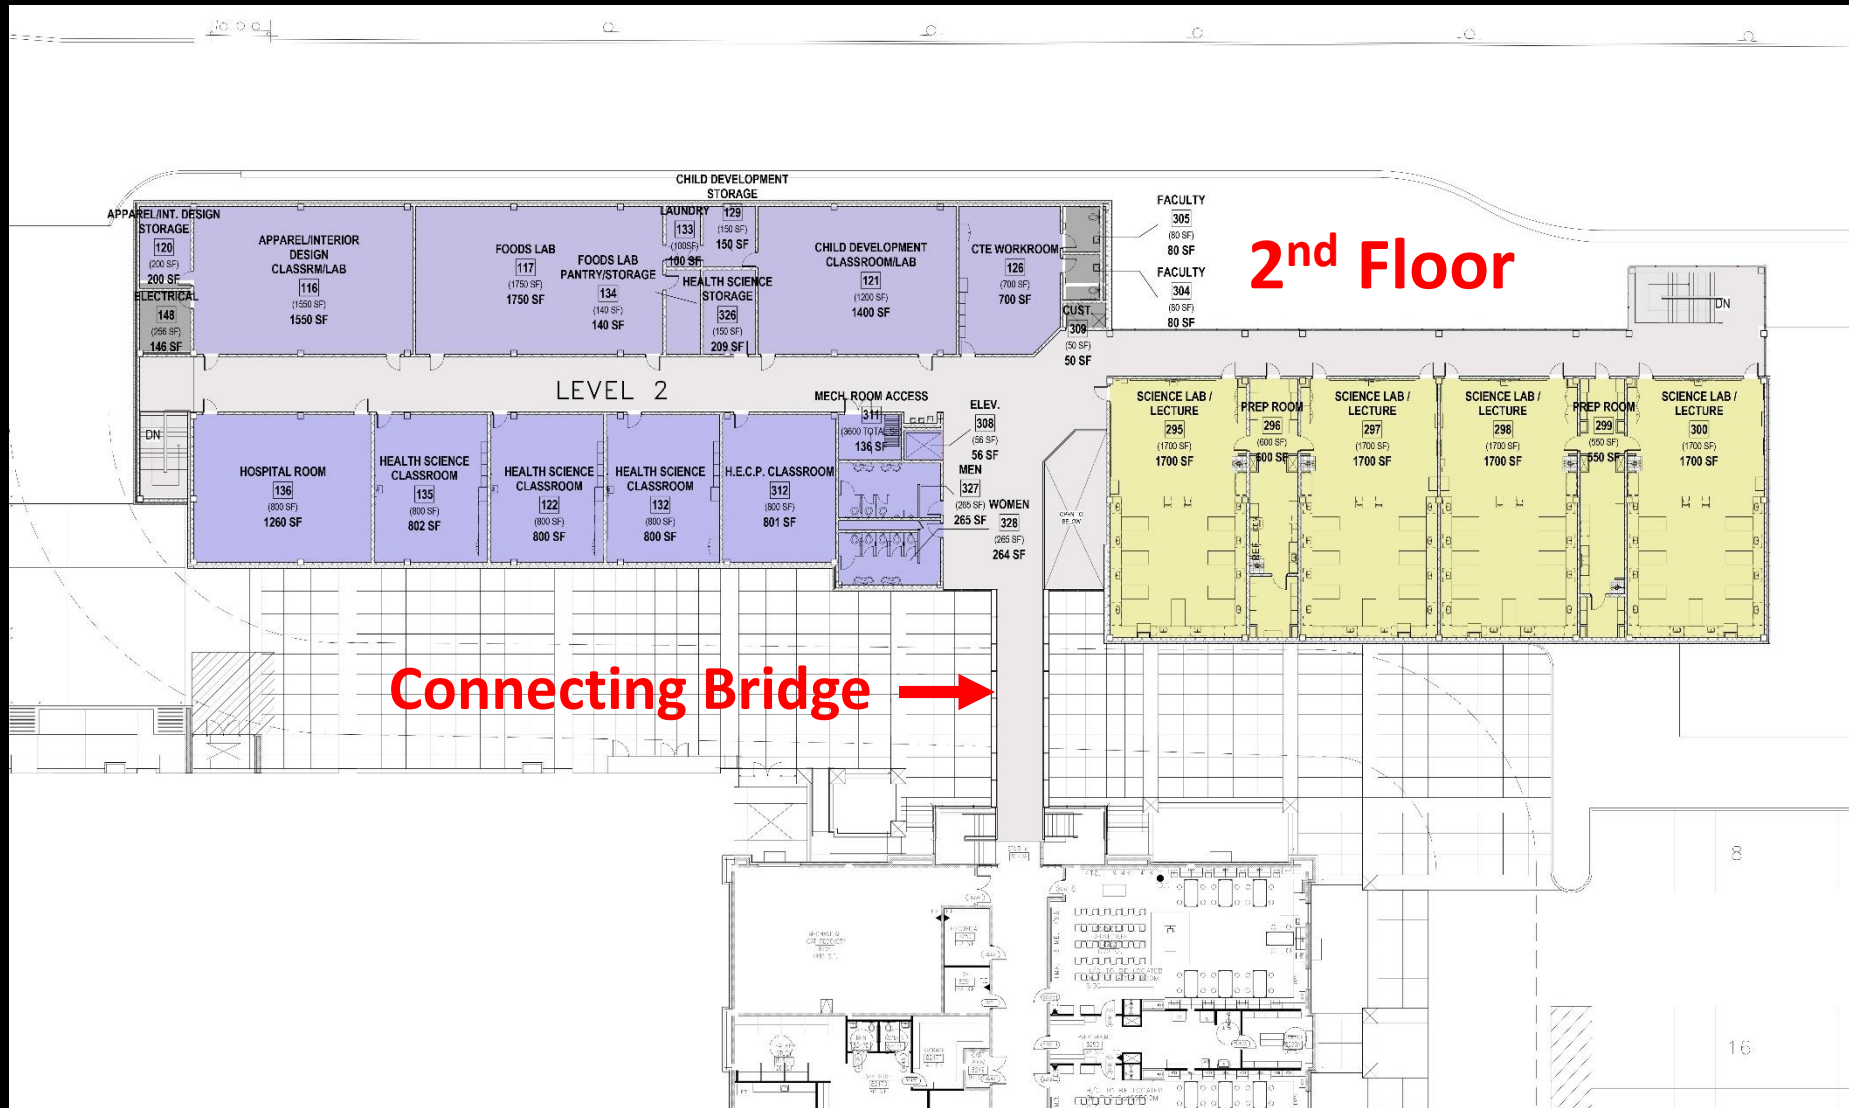 2nd Floor
CHILD DEVELOPMENT
STORAGE
129
(150 SF)
150 SF
APPAREL/INT. DESIGN
STORAGE
120
(200 SF)
200 SF
ELECTRICAL
148
(256 SF)
146 SF
APPAREL/INTERIOR
DESIGN
CLASSRM/LAB
116
(1550 SF)
1550 SF
FOODS LAB
117
(1750 SF)
1750 SF
FOODS LAB
PANTRY/STORAGE
134
(140 SF)
140 SF
LAUNDRY
133
(100SF)
100 SF
HEALTH SCIENCE
STORAGE
326
(150 SF)
209 SF
CHILD DEVELOPMENT
CLASSROOM/LAB
121
(1200 SF)
1400 SF
CTE WORKROOM
126
(700 SF)
700 SF
FACULTY
305
(80 SF)
80 SF
FACULTY
304
(80 SF)
80 SF
CUST.
309
(50 SF)
50 SF
DN
LEVEL 2
MECH. ROOM ACCESS
311
(3600 TOTAL SF)
136 SF
ELEV.
308
(56 SF)
56 SF
MEN
327
(265 SF)
265 SF
WOMEN
328
(265 SF)
264 SF
DN
HOSPITAL ROOM
136
(800 SF)
1260 SF
HEALTH SCIENCE
CLASSROOM
135
(800 SF)
802 SF
HEALTH SCIENCE
CLASSROOM
122
(800 SF)
800 SF
HEALTH SCIENCE
CLASSROOM
132
(800 SF)
800 SF
H.E.C.P. CLASSROOM
312
(800 SF)
801 SF
OPEN TO
BELOW
SCIENCE LAB /
LECTURE
295
(1700 SF)
1700 SF
PREP ROOM
296
(600 SF)
600 SF
REF.
SCIENCE LAB /
LECTURE
297
(1700 SF)
1700 SF
SCIENCE LAB /
LECTURE
298
(1700 SF)
1700 SF
PREP ROOM
299
(550 SF)
550 SF
SCIENCE LAB /
LECTURE
300
(1700 SF)
1700 SF
Connecting Bridge
8
16